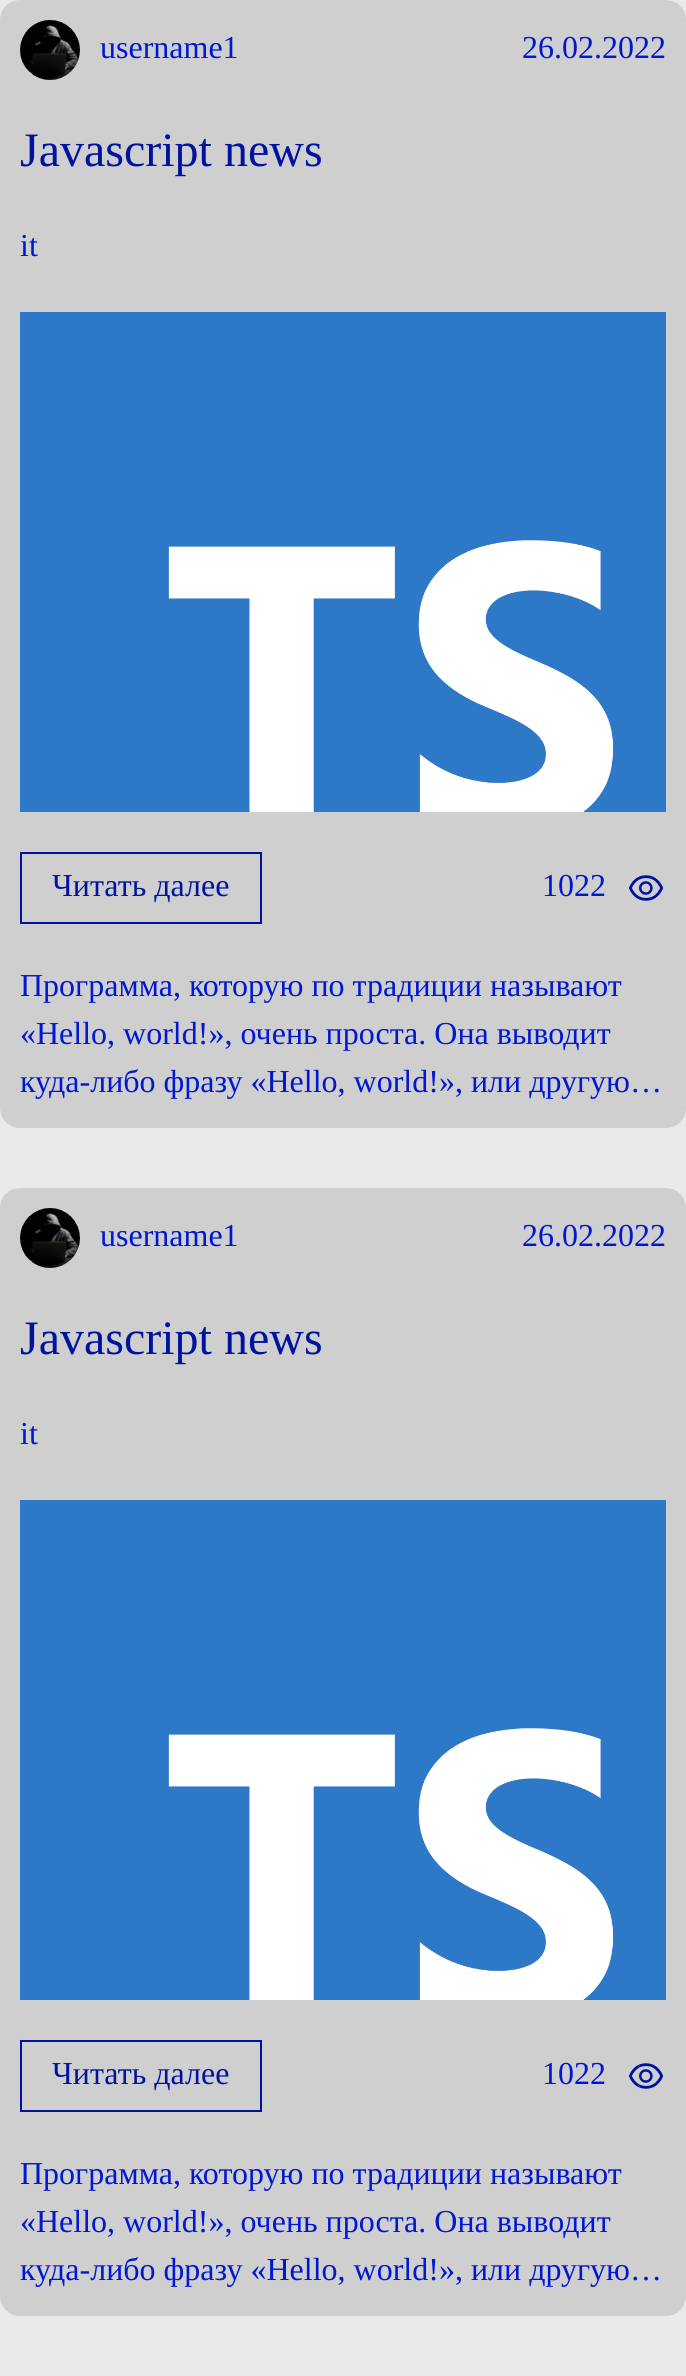 username1 26.02.2022
Javascript news
it
TS
Читать далее 1022
Программа, которую по традиции называют
«Hello, world!», очень проста. Она выводит
куда-либо фразу «Hello, world!», или другую…
username1 26.02.2022
Javascript news
it
TS
Читать далее 1022
Программа, которую по традиции называют
«Hello, world!», очень проста. Она выводит
куда-либо фразу «Hello, world!», или другую…